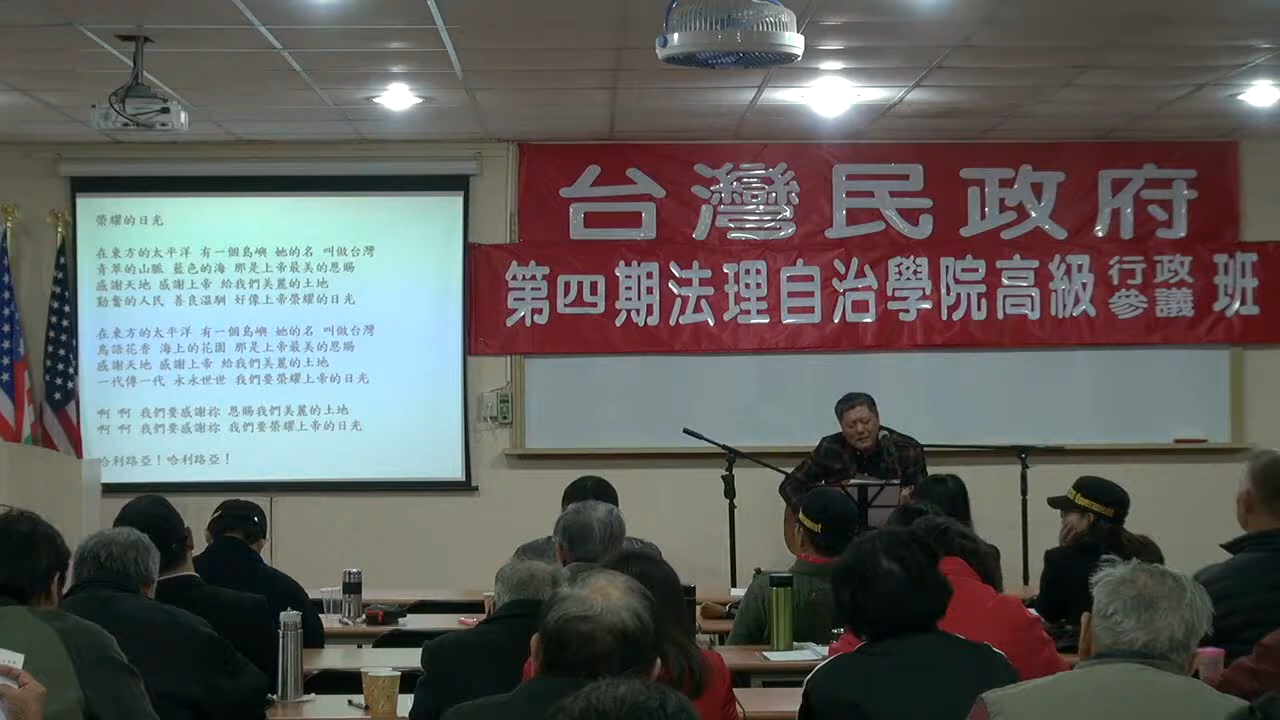 榮耀的日光
在東方的太平洋 有一個島嶼 她的名 叫做台灣
青翠的山脈 藍色的海 那是上帝最美的恩賜
感謝天地 感謝上帝 給我們美麗的土地
勤奮的人民 善良溫馴 好像上帝榮耀的日光
在東方的太平洋 有一個島嶼 她的名 叫做台灣
鳥語花香 海上的花園 那是上帝最美的恩賜
感謝天地 感謝上帝 給我們美麗的土地
一代傳一代 永永世世 我們要榮耀上帝的日光
啊 啊 我們要感謝祢 恩賜我們美麗的土地
啊 啊 我們要感謝祢 我們要榮耀上帝的日光
哈利路亞！哈利路亞！
台灣民政府
第四期法理自治學院高級行政參議班